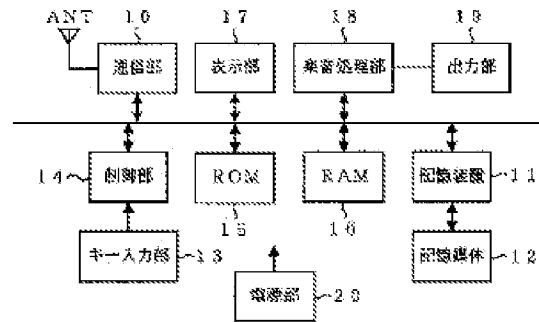 ANT 10 17 18 19
通信部 表示部 楽音処理部 出力部
14 制御部 ROM RAM 記憶装置 11
15 16
キー入力部 13 記憶媒体 12
電源部 20